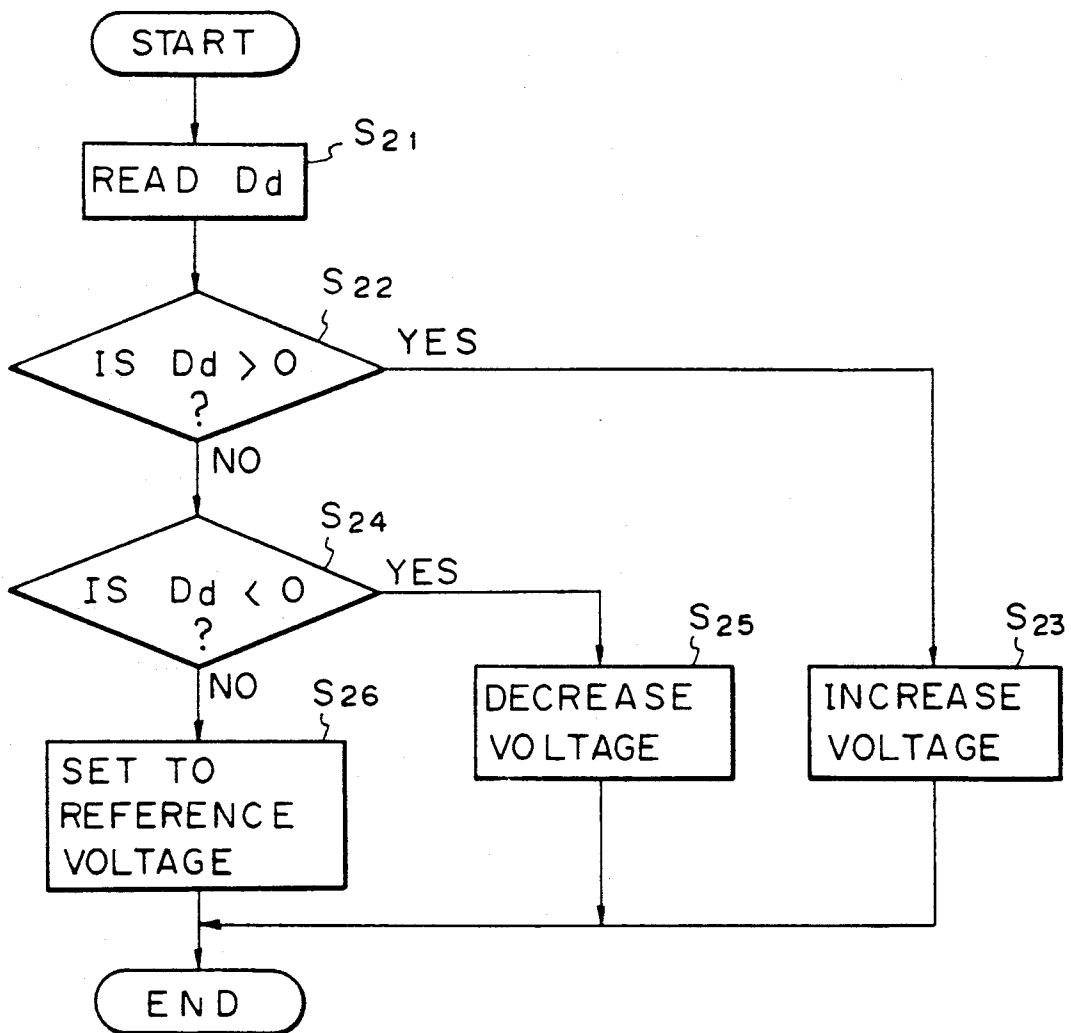 START
S21
READ Dd
S22
IS Dd > 0
?
YES
NO
S24
IS Dd < 0
?
YES
NO
S25
DECREASE
VOLTAGE
S23
INCREASE
VOLTAGE
S26
SET TO
REFERENCE
VOLTAGE
END